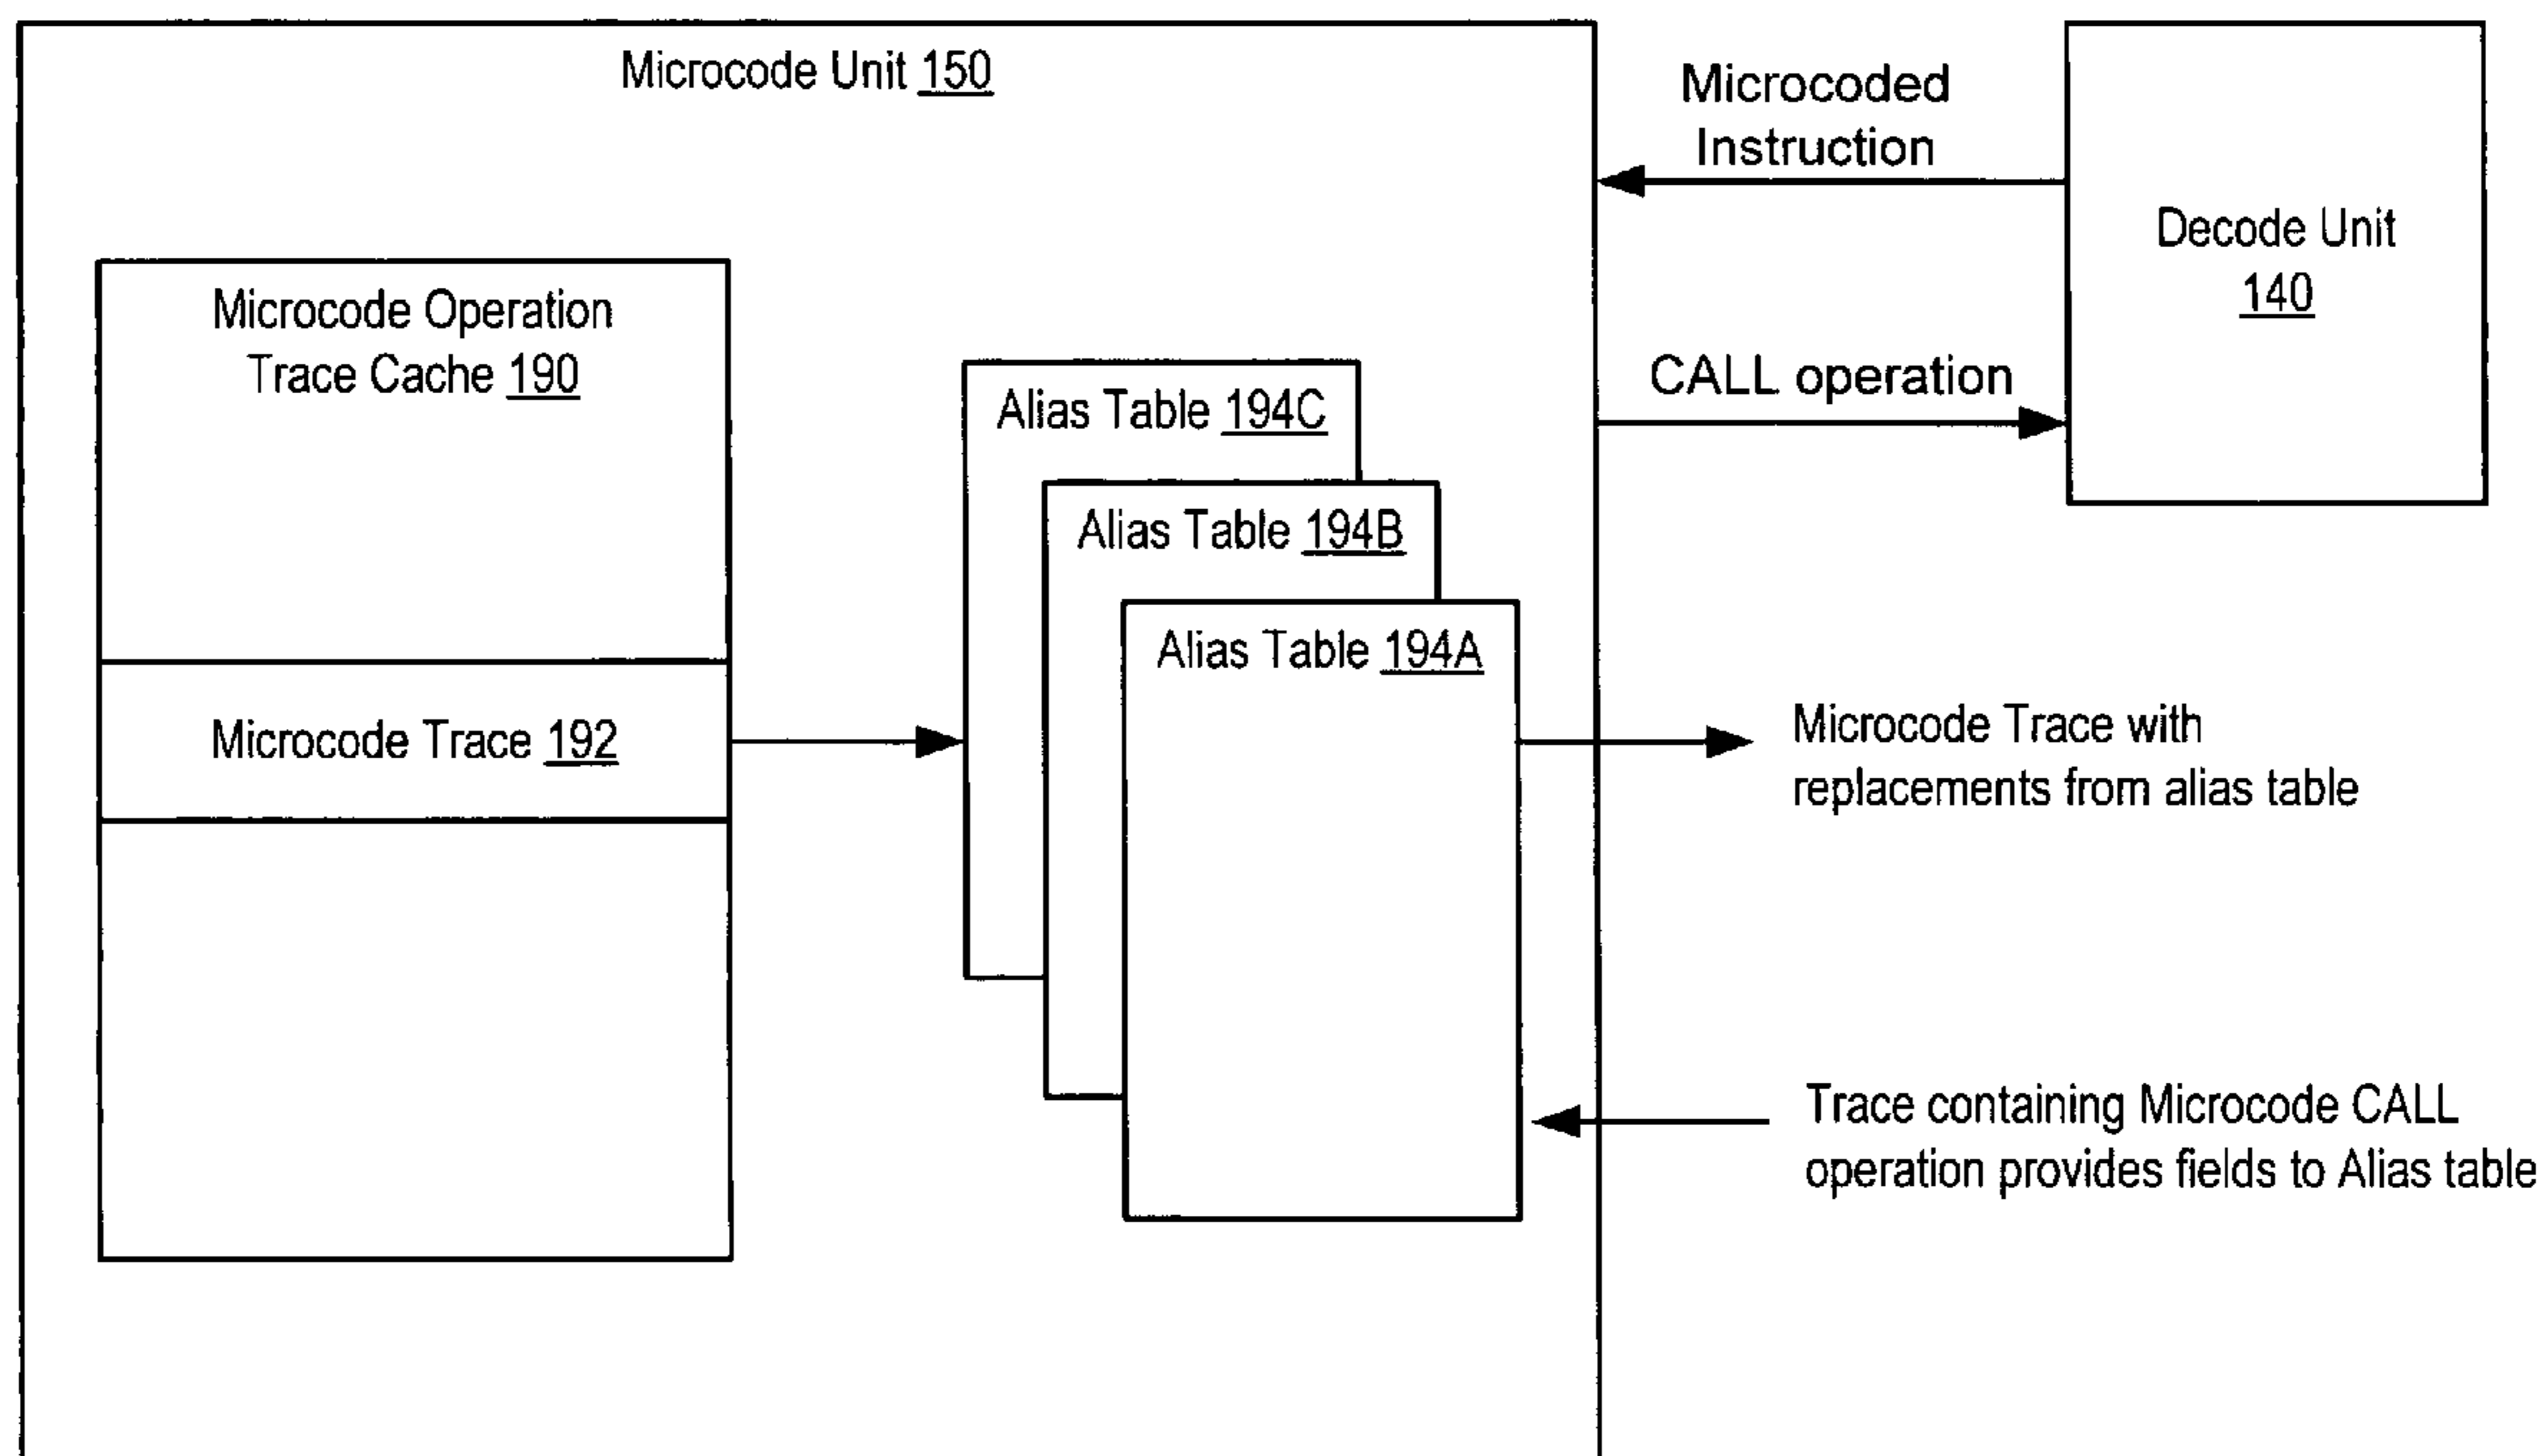 Microcode Unit 150
Microcoded
Instruction
Decode Unit
140
Microcode Operation
Trace Cache 190
CALL operation
Alias Table 194C
Alias Table 194B
Alias Table 194A
Microcode Trace 192
Microcode Trace with
replacements from alias table
Trace containing Microcode CALL
operation provides fields to Alias table